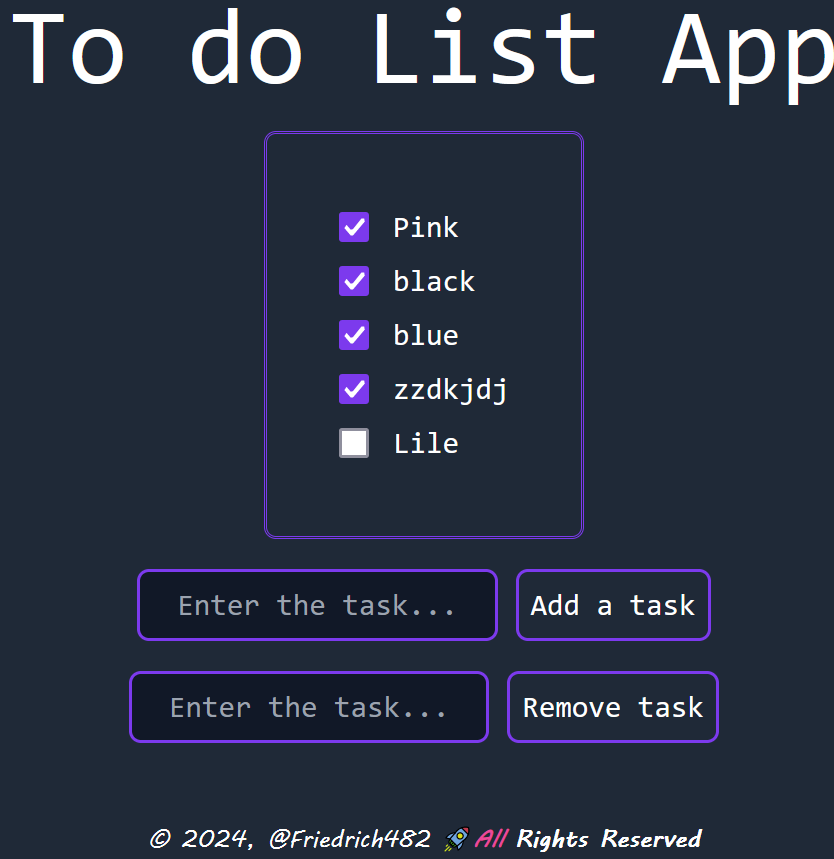 To do List App
Pink
black
blue
zzdkjdj
Lile
Enter the task... Add a task
Enter the task... Remove task
© 2024, @Friedrich482 🚀 All Rights Reserved